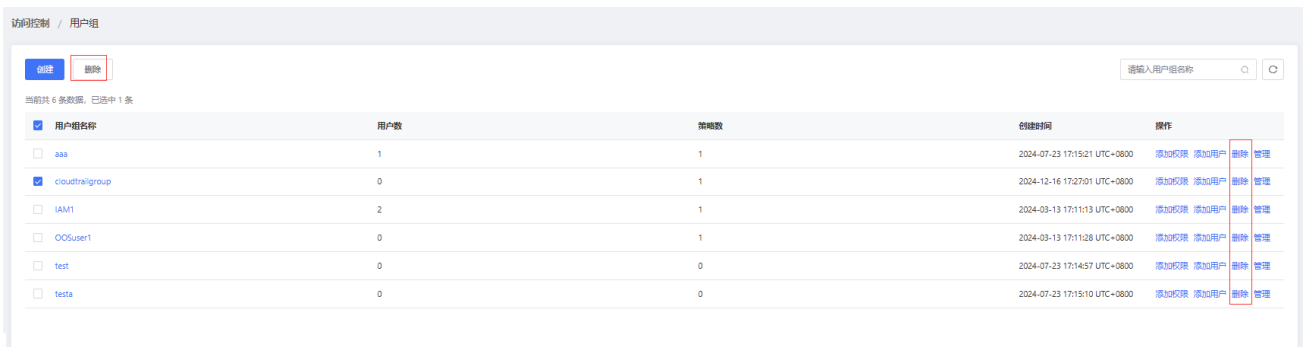 访问控制 / 用户组
创建 删除 请输入用户组名称
当前共 6 条数据，已选中 1 条
用户组名称 用户数 策略数 创建时间 操作
aaa 1 1 2024-07-23 17:15:21 UTC+0800 添加权限 添加用户 删除 管理
cloudtrailgroup 0 1 2024-12-16 17:27:01 UTC+0800 添加权限 添加用户 删除 管理
IAM1 2 1 2024-03-13 17:11:13 UTC+0800 添加权限 添加用户 删除 管理
OOSuser1 0 1 2024-03-13 17:11:28 UTC+0800 添加权限 添加用户 删除 管理
test 0 0 2024-07-23 17:14:57 UTC+0800 添加权限 添加用户 删除 管理
testa 0 0 2024-07-23 17:15:10 UTC+0800 添加权限 添加用户 删除 管理